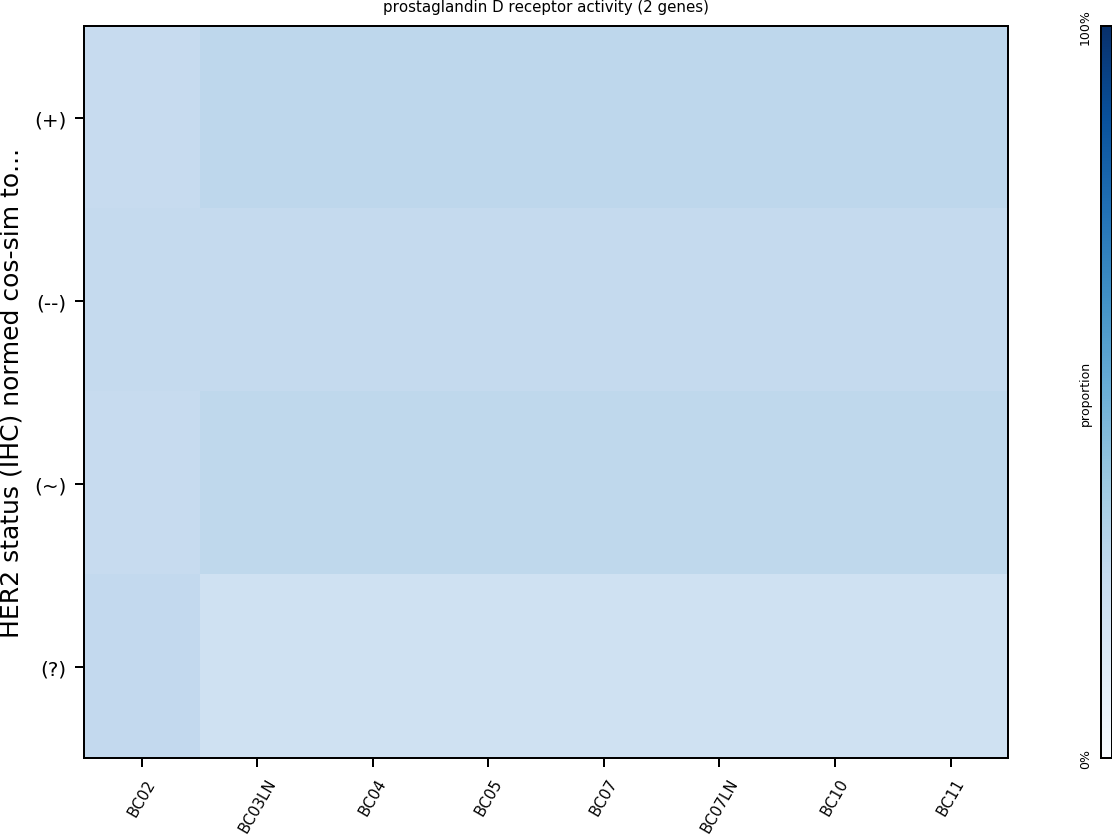 prostaglandin D receptor activity (2 genes)
HER2 status (IHC) normed cos-sim to...
(+)
(--)
(~)
(?)
BC02
BC03LN
BC04
BC05
BC07
BC07LN
BC10
BC11
100%
proportion
0%